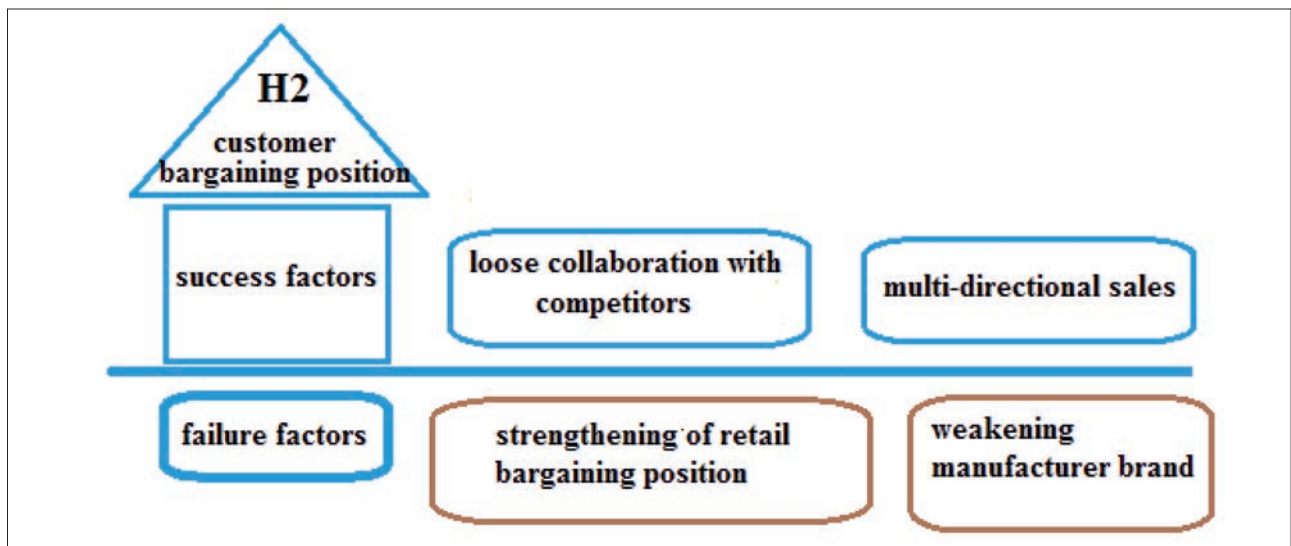 H2
customer
bargaining position
success factors
loose collaboration with
competitors
multi-directional sales
failure factors
strengthening of retail
bargaining position
weakening
manufacturer brand